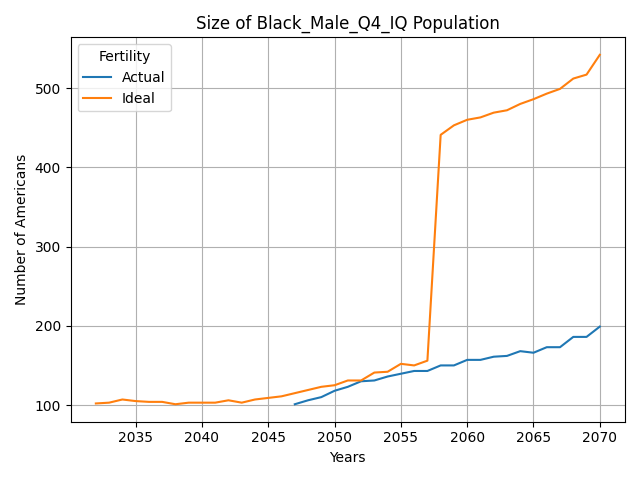 Size of Black_Male_Q4_IQ Population
Fertility
Actual
Ideal
Number of Americans
500
400
300
200
100
2035 2040 2045 2050 2055 2060 2065 2070
Years